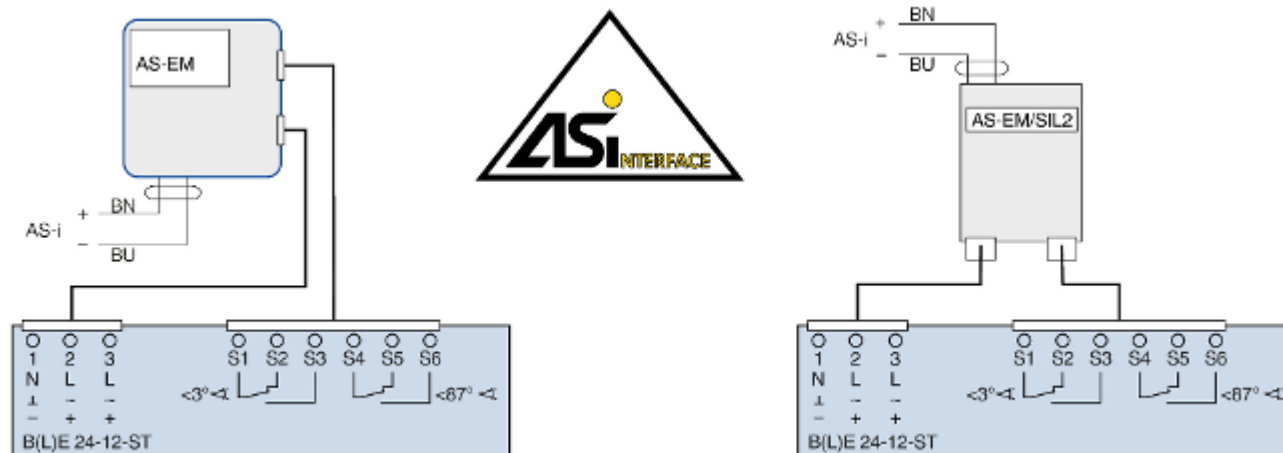 AS-EM
AS-i
+ BN
– BU
1 2 3 S1 S2 S3 S4 S5 S6
N L L
<3° <87°
⊥ ~ ~
– + +
B(L)E 24-12-ST
ASi NTERFACE
AS-i
+ BN
– BU
AS-EM/SIL2
1 2 3 S1 S2 S3 S4 S5 S6
N L L
<3° <87°
⊥ ~ ~
– + +
B(L)E 24-12-ST